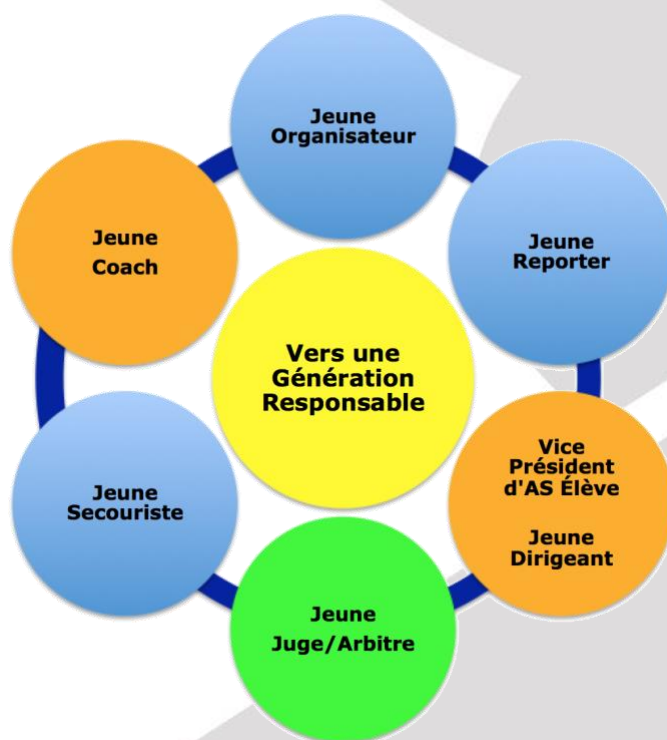 Jeune
Organisateur
Jeune
Reporter
Vice
Président
d'AS Élève
Jeune
Dirigeant
Jeune
Juge/Arbitre
Jeune
Secouriste
Jeune
Coach
Vers une
Génération
Responsable